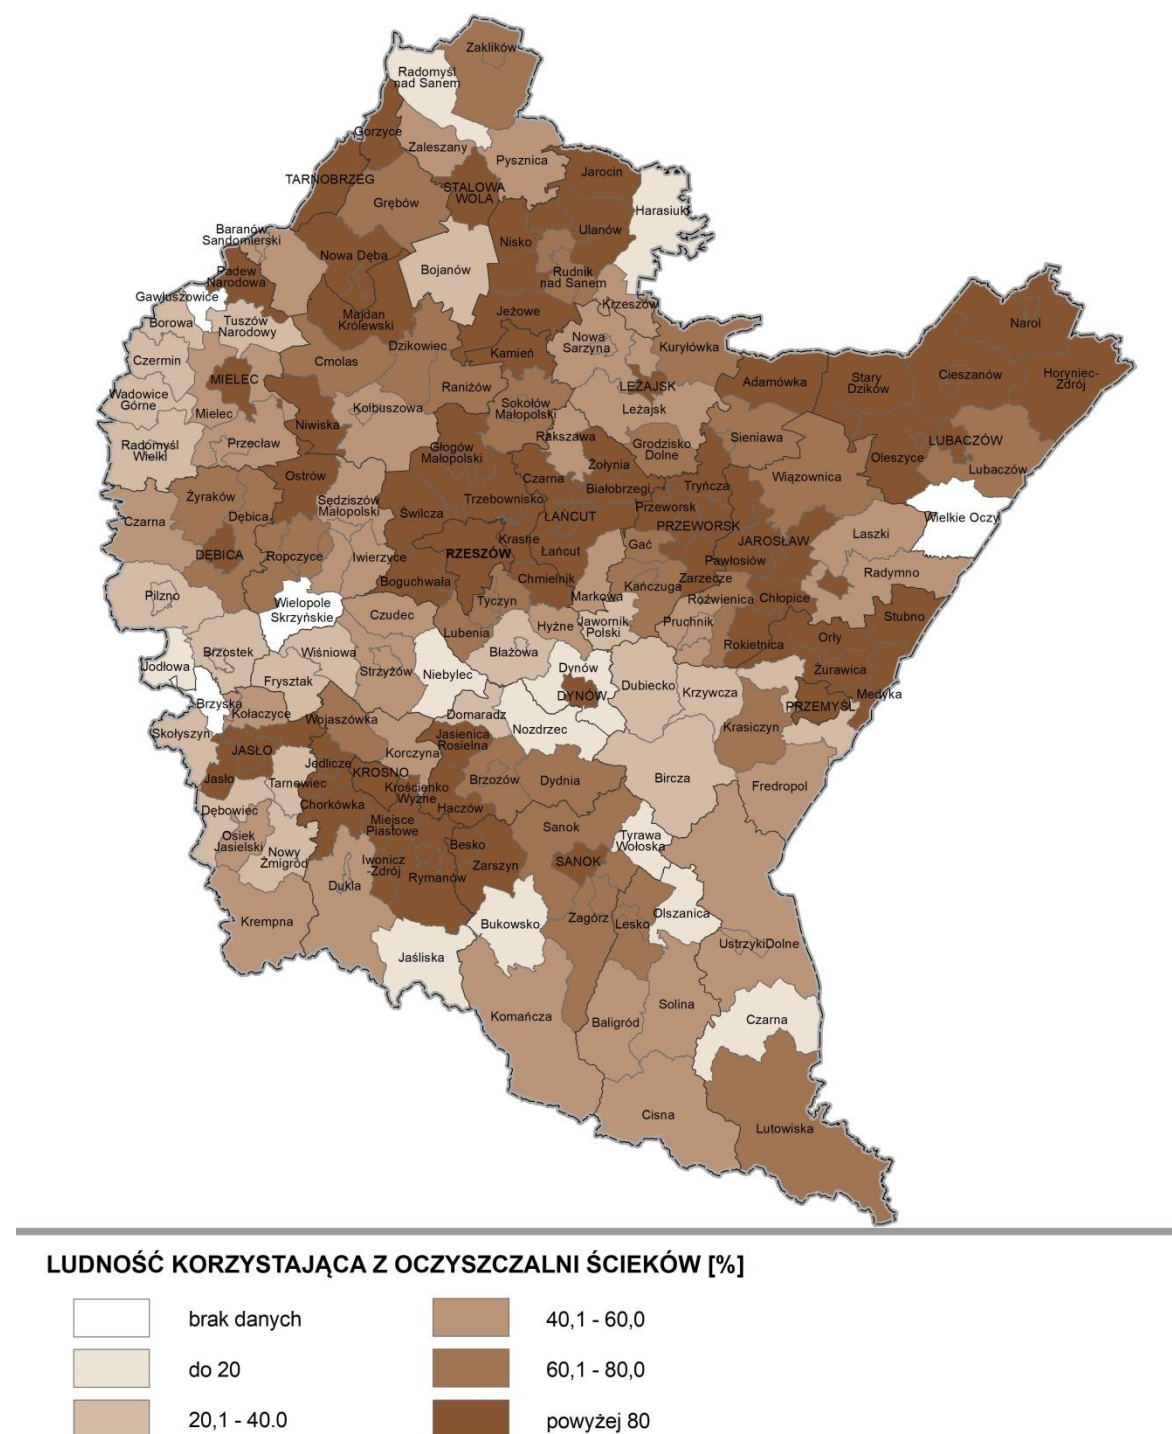 Zaklików
Radomyśl
nad Sanem
Gorzyce
Zaleszany
Pysznica
Jarocin
TARNOBRZEG
STALOWA
WOLA
Grębów
Harasiuki
Baranów
Sandomierski
Nowa Dęba
Nisko
Ulanów
Padew
Narodowa
Bojanów
Rudnik
nad Sanem
Gawłuszowice
Borowa
Tuszów
Narodowy
Majdan
Królewski
Jeżowe
Krzeszów
Narol
Czermin
Cmolas
Dzikowiec
Kamień
Nowa
Sarzyna
Kuryłówka
MIELEC
Raniżów
LEŻAJSK
Adamówka
Stary
Dzików
Cieszanów
Horyniec-
Zdrój
Wadowice
Górne
Mielec
Niwiska
Kolbuszowa
Sokołów
Małopolski
Leżajsk
Radomyśl
Wielki
Przecław
Głogów
Małopolski
Rakszawa
Grodzisko
Dolne
Sieniawa
LUBACZÓW
Oleszyce
Lubaczów
Ostrów
Żołynia
Wiązownica
Żyraków
Sędziszów
Małopolski
Czarna
Białobrzegi
Tryńcza
Czarna
Dębica
Świlcza
Trzebownisko
ŁAŃCUT
Przeworsk
PRZEWORSK
JAROSŁAW
Wielkie Oczy
Laszki
DĘBICA
Ropczyce
Iwierzyce
RZESZÓW
Krasne
Łańcut
Gać
Pawłosiów
Boguchwała
Chmielnik
Kańczuga
Zarzecze
Radymno
Pilzno
Wielopole
Skrzyńskie
Czudec
Tyczyn
Markowa
Roźwienica
Chłopice
Lubenia
Hyżne
Jawornik
Polski
Pruchnik
Rokietnica
Orły
Stubno
Jodłowa
Brzostek
Wiśniowa
Strzyżów
Niebylec
Błażowa
Dynów
Dubiecko
Krzywcza
Żurawica
Medyka
Frysztak
DYNÓW
PRZEMYŚL
Brzyska
Kołaczyce
Wojaszówka
Domaradz
Nozdrzec
Krasiczyn
Skołyszyn
JASŁO
Korczyna
Jasienica
Rosielna
Jasło
Jedlicze
KROSNO
Brzozów
Dydnia
Bircza
Fredropol
Tarnowiec
Krościenko
Wyżne
Dębowiec
Chorkówka
Haczów
Osiek
Jasielski
Miejsce
Piastowe
Sanok
Tyrawa
Wołoska
Nowy
Żmigród
Iwonicz
-Zdrój
Besko
Zarszyn
SANOK
Dukla
Rymanów
Krempna
Bukowsko
Zagórz
Lesko
Olszanica
UstrzykiDolne
Jaśliska
Komańcza
Baligród
Solina
Czarna
Cisna
Lutowiska
LUDNOŚĆ KORZYSTAJĄCA Z OCZYSZCZALNI ŚCIEKÓW [%]
brak danych
40,1 - 60,0
do 20
60,1 - 80,0
20,1 - 40.0
powyżej 80